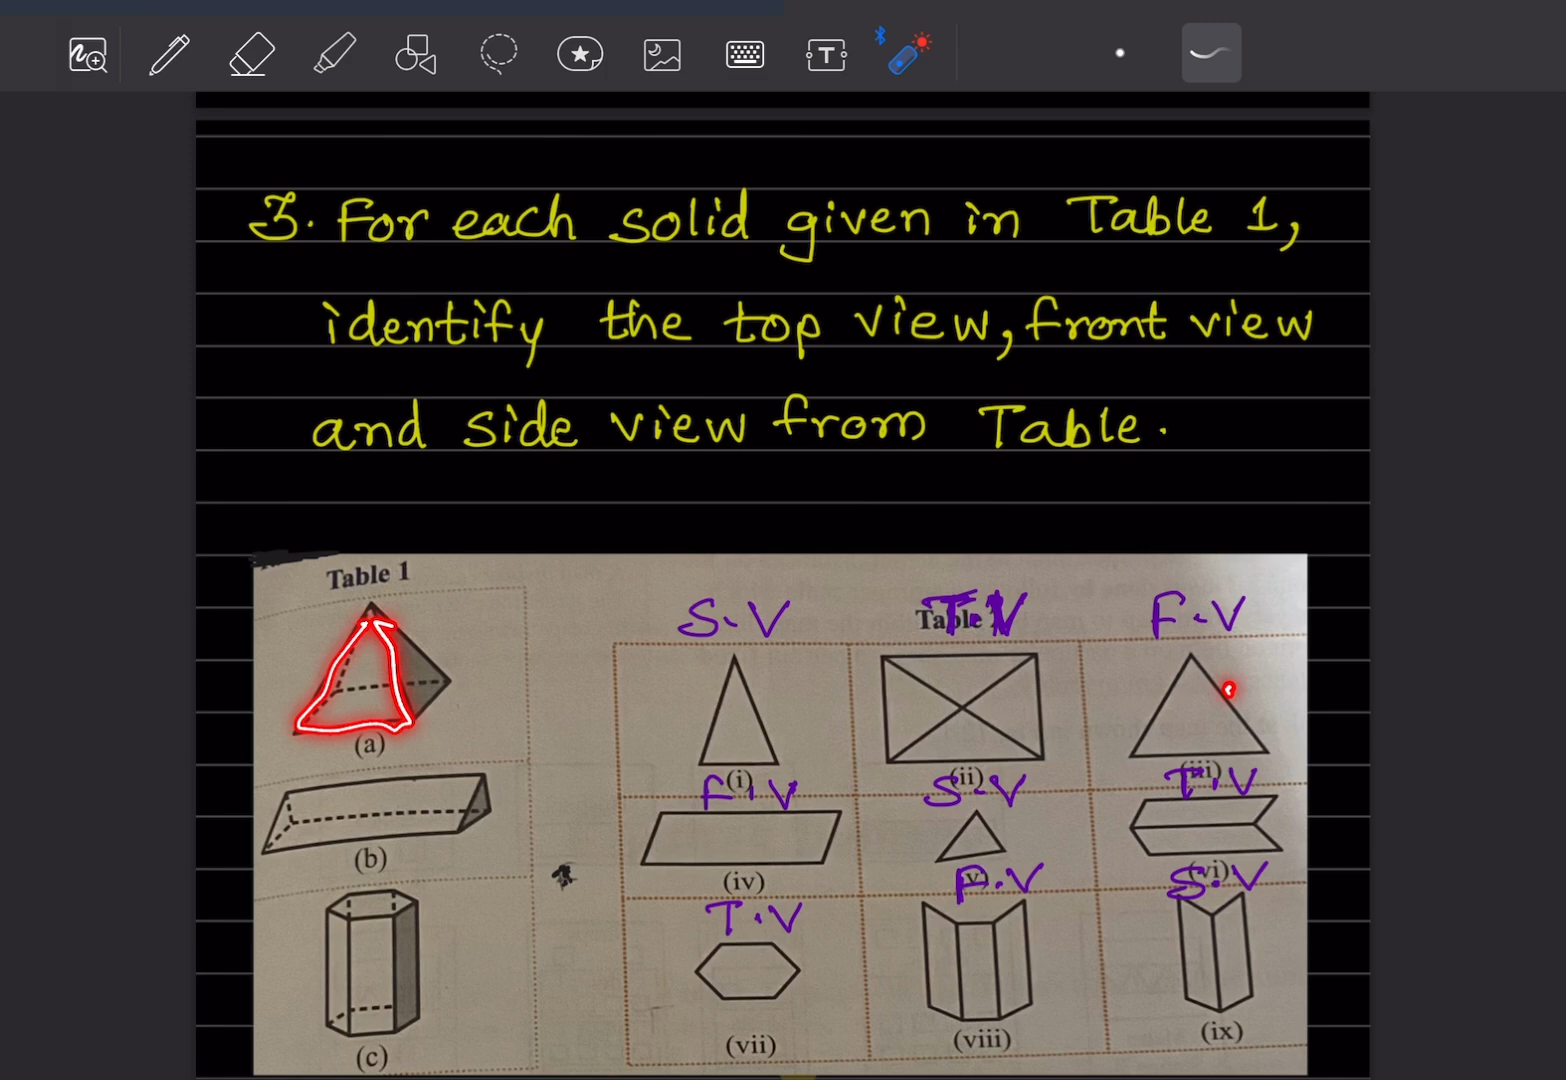 3. For each solid given in Table 1,
identify the top view, front view
and side view from Table.
Table 1
S.V T.V F.V
(a)
(i) (ii) (iii)
F.V S.V T.V
(b)
(iv) (v) (vi)
F.V S.V
T.V
(c)
(vii) (viii) (ix)